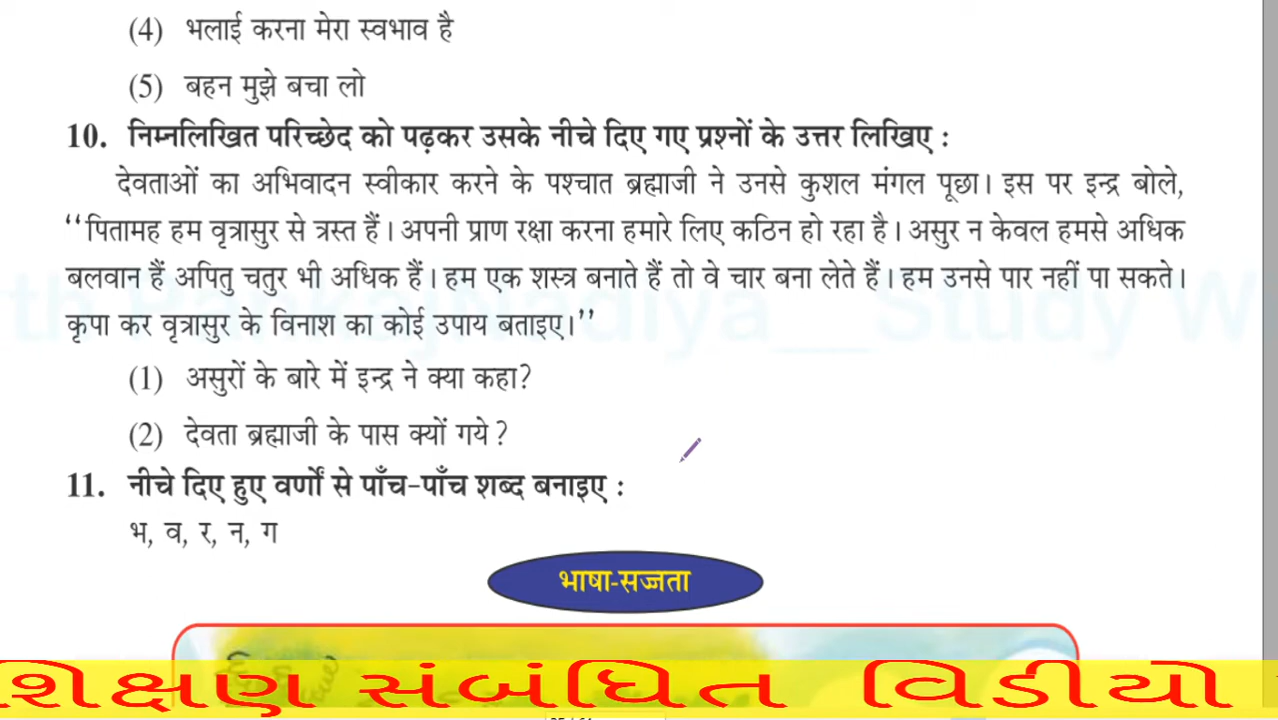 (4) भलाई करना मेरा स्वभाव है
(5) बहन मुझे बचा लो
10. निम्नलिखित परिच्छेद को पढ़कर उसके नीचे दिए गए प्रश्नों के उत्तर लिखिए :
देवताओं का अभिवादन स्वीकार करने के पश्चात ब्रह्माजी ने उनसे कुशल मंगल पूछा। इस पर इन्द्र बोले,
“पितामह हम वृत्रासुर से त्रस्त हैं। अपनी प्राण रक्षा करना हमारे लिए कठिन हो रहा है। असुर न केवल हमसे अधिक
बलवान हैं अपितु चतुर भी अधिक हैं। हम एक शस्त्र बनाते हैं तो वे चार बना लेते हैं। हम उनसे पार नहीं पा सकते।
कृपा कर वृत्रासुर के विनाश का कोई उपाय बताइए।”
(1) असुरों के बारे में इन्द्र ने क्या कहा?
(2) देवता ब्रह्माजी के पास क्यों गये?
11. नीचे दिए हुए वर्णों से पाँच-पाँच शब्द बनाइए :
भ, व, र, न, ग
भाषा-सज्जता
શિક્ષણ સંબંધિત વિડીયો